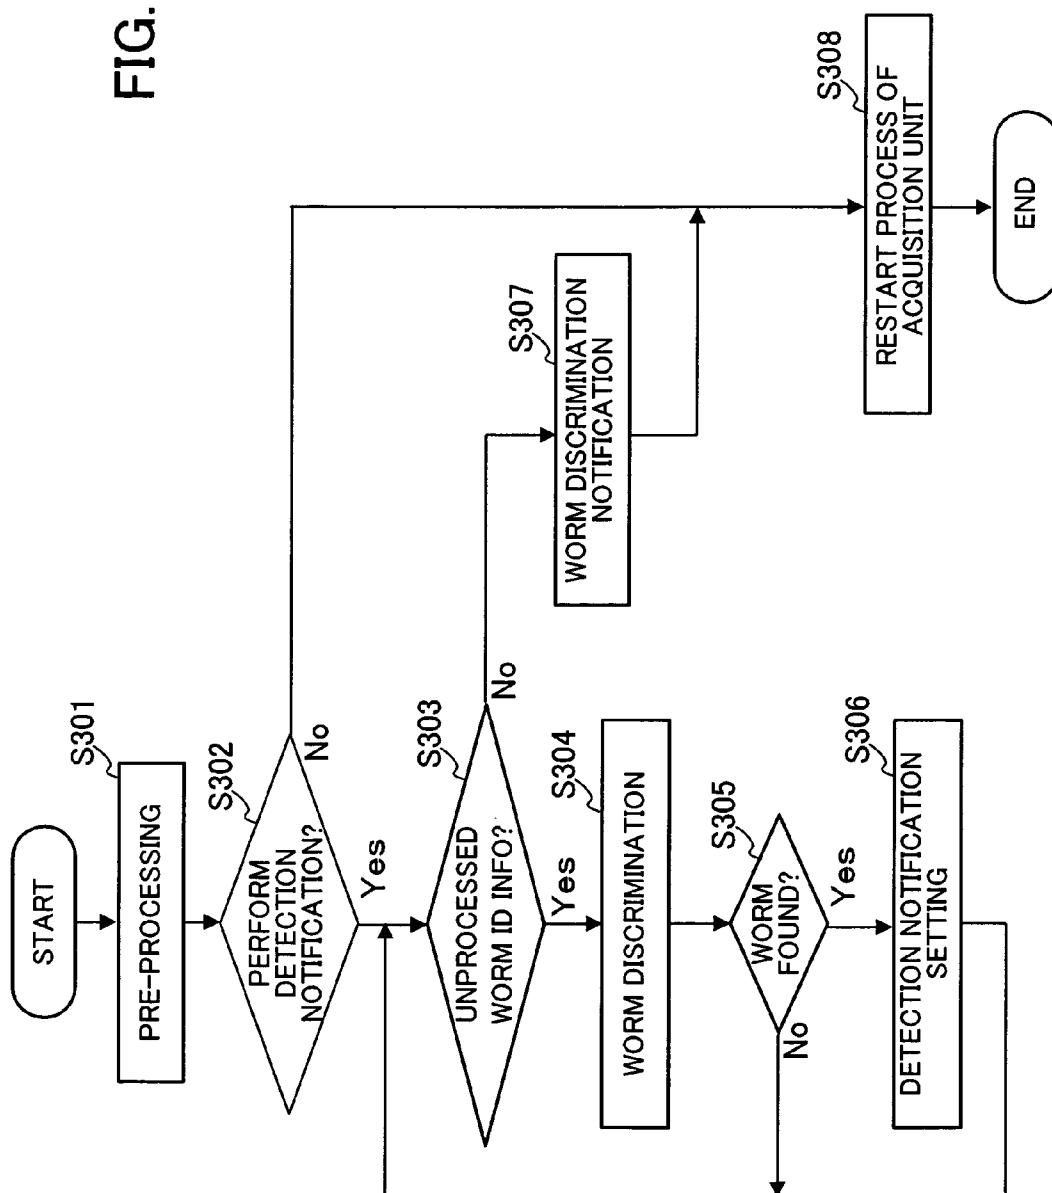 FIG.
START
S301
PRE-PROCESSING
S302
PERFORM
DETECTION
NOTIFICATION?
No
Yes
S303
UNPROCESSED
WORM ID INFO?
No
Yes
S304
WORM DISCRIMINATION
S305
WORM
FOUND?
No
Yes
S306
DETECTION NOTIFICATION
SETTING
S307
WORM DISCRIMINATION
NOTIFICATION
S308
RESTART PROCESS OF
ACQUISITION UNIT
END